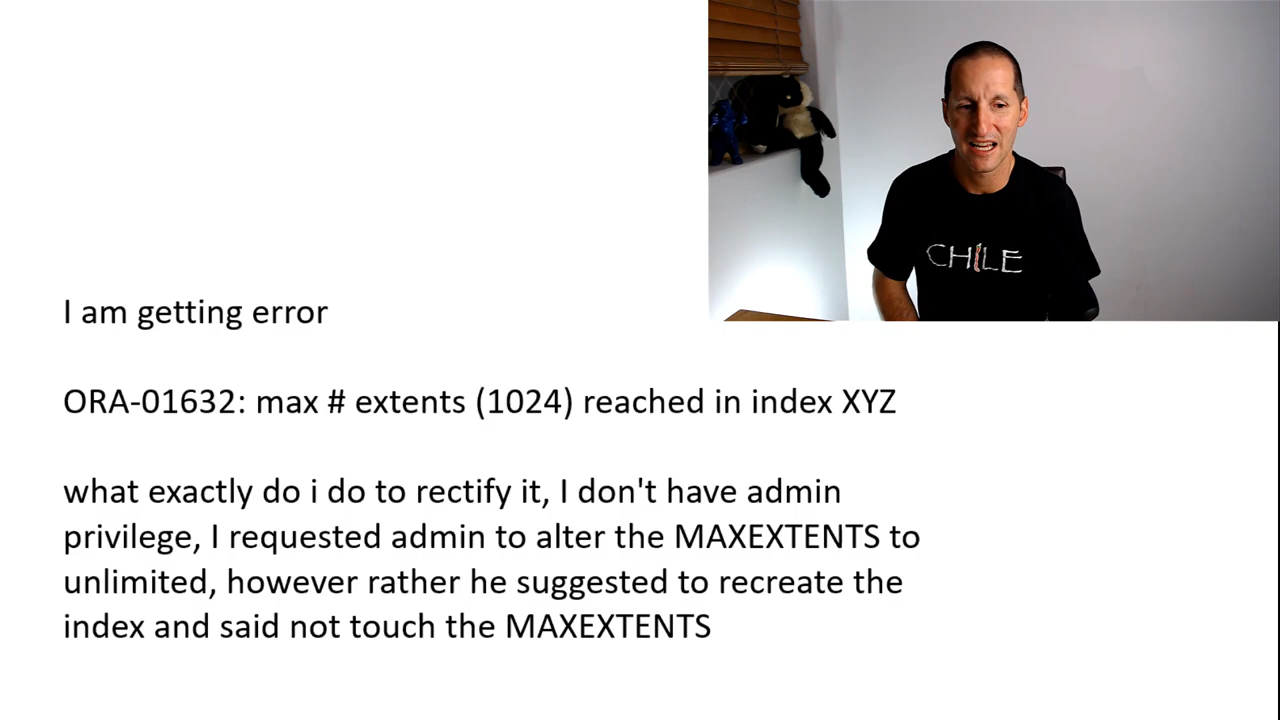 CHILE
I am getting error
ORA-01632: max # extents (1024) reached in index XYZ
what exactly do i do to rectify it, I don't have admin
privilege, I requested admin to alter the MAXEXTENTS to
unlimited, however rather he suggested to recreate the
index and said not touch the MAXEXTENTS